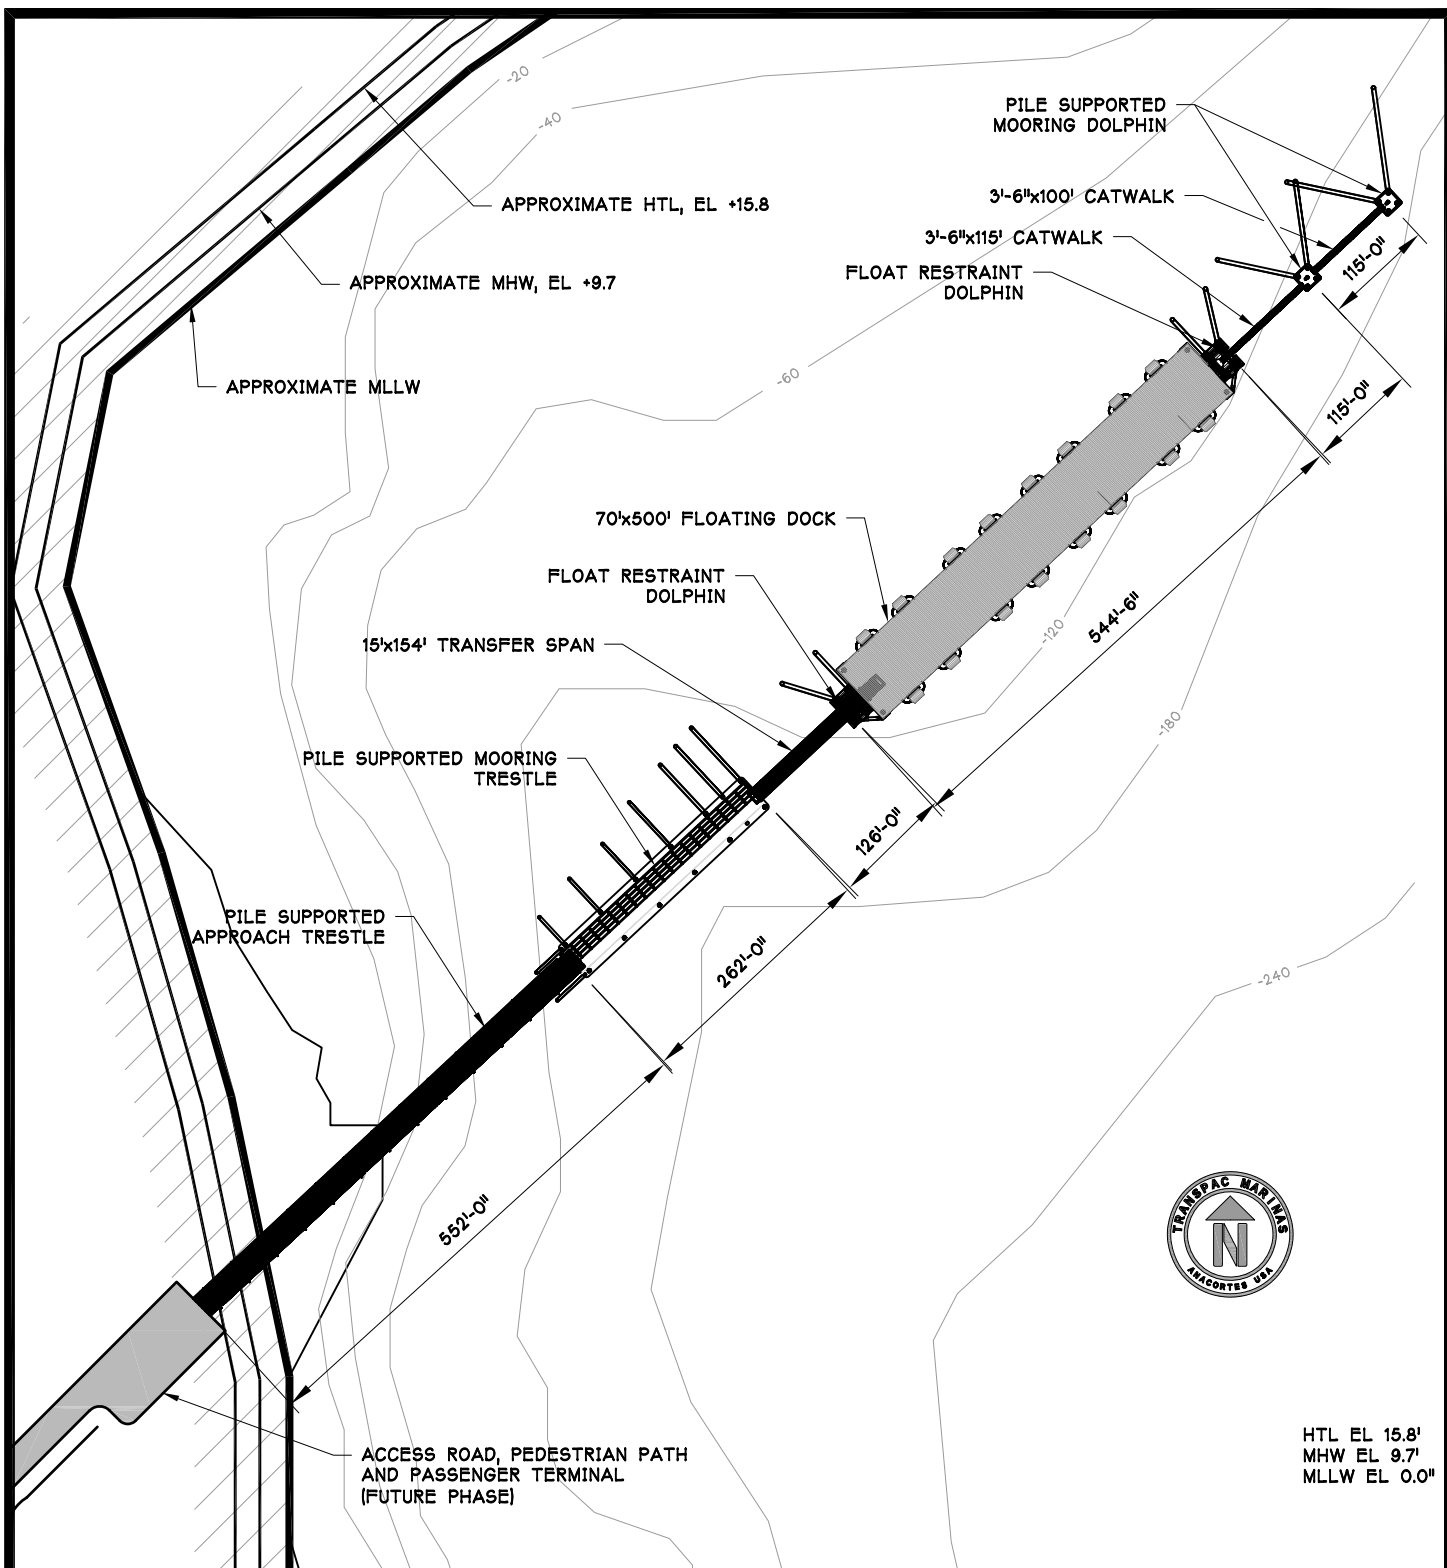 -20
-40
PILE SUPPORTED
MOORING DOLPHIN
APPROXIMATE HTL, EL +15.8
3'-6"x100' CATWALK
3'-6"x115' CATWALK
115'-0"
FLOAT RESTRAINT
DOLPHIN
APPROXIMATE MHW, EL +9.7
APPROXIMATE MLLW
-60
115'-0"
70'x500' FLOATING DOCK
FLOAT RESTRAINT
DOLPHIN
544'-6"
-120
15'x154' TRANSFER SPAN
-180
PILE SUPPORTED MOORING
TRESTLE
126'-0"
PILE SUPPORTED
APPROACH TRESTLE
262'-0"
-240
552'-0"
TRANSPAC MARINAS
N
ANACORTES USA
ACCESS ROAD, PEDESTRIAN PATH
AND PASSENGER TERMINAL
(FUTURE PHASE)
HTL EL 15.8'
MHW EL 9.7'
MLLW EL 0.0"